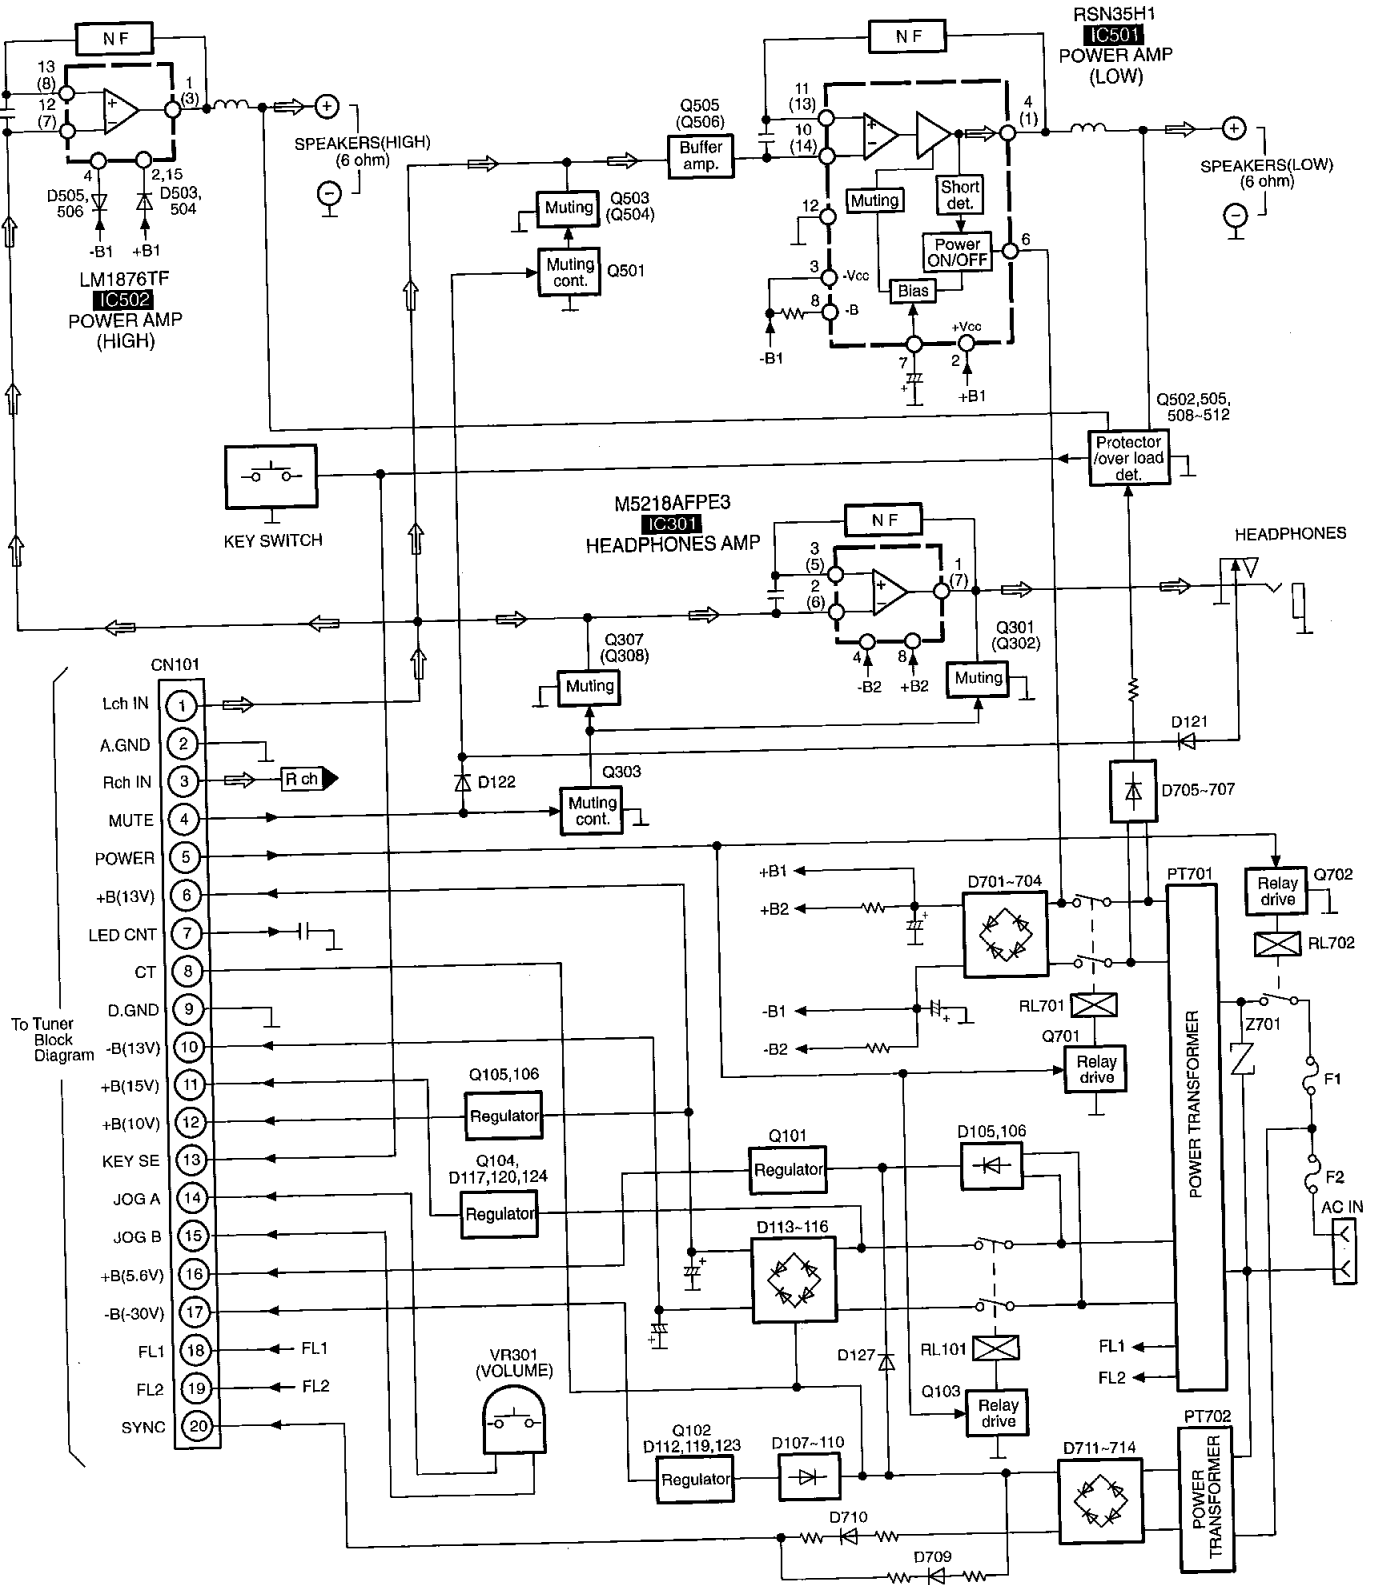 NF
13
(8)
12
(7)
1
(3)
+
−
4
2,15
D505,
506
D503,
504
-B1
+B1
LM1876TF
IC502
POWER AMP
(HIGH)
+
SPEAKERS(HIGH)
(6 ohm)
−
Q505
(Q506)
Buffer
amp.
Muting
Q503
(Q504)
Muting
cont.
Q501
RSN35H1
IC501
POWER AMP
(LOW)
NF
11
(13)
10
(14)
+
−
4
(1)
Muting
Short
det.
Power
ON/OFF
Bias
12
6
3
-Vcc
8
-B
-B1
7
+
+Vcc
2
+B1
+
SPEAKERS(LOW)
(6 ohm)
−
Q502,505,
508~512
Protector
/over load
det.
KEY SWITCH
M5218AFPE3
IC301
HEADPHONES AMP
NF
3
(5)
2
(6)
+
−
1
(7)
4
8
-B2
+B2
Q301
(Q302)
Muting
HEADPHONES
Q307
(Q308)
Muting
Q303
Muting
cont.
D122
D121
D705~707
CN101
Lch IN
1
A.GND
2
Rch IN
3
R ch
MUTE
4
POWER
5
+B(13V)
6
LED CNT
7
CT
8
D.GND
9
-B(13V)
10
+B(15V)
11
+B(10V)
12
KEY SE
13
JOG A
14
JOG B
15
+B(5.6V)
16
-B(-30V)
17
FL1
18
FL1
FL2
19
FL2
SYNC
20
To Tuner
Block
Diagram
+B1
+B2
+
-B1
+
-B2
D701~704
PT701
POWER TRANSFORMER
Relay
drive
Q702
RL702
RL701
Q701
Relay
drive
Z701
F1
F2
AC IN
Q105,106
Regulator
Q104,
D117,120,124
Regulator
Q101
Regulator
D105,106
D113~116
+
+
RL101
Q103
Relay
drive
D127
FL1
FL2
VR301
(VOLUME)
Q102
D112,119,123
Regulator
D107~110
D711~714
PT702
POWER
TRANSFORMER
D710
D709